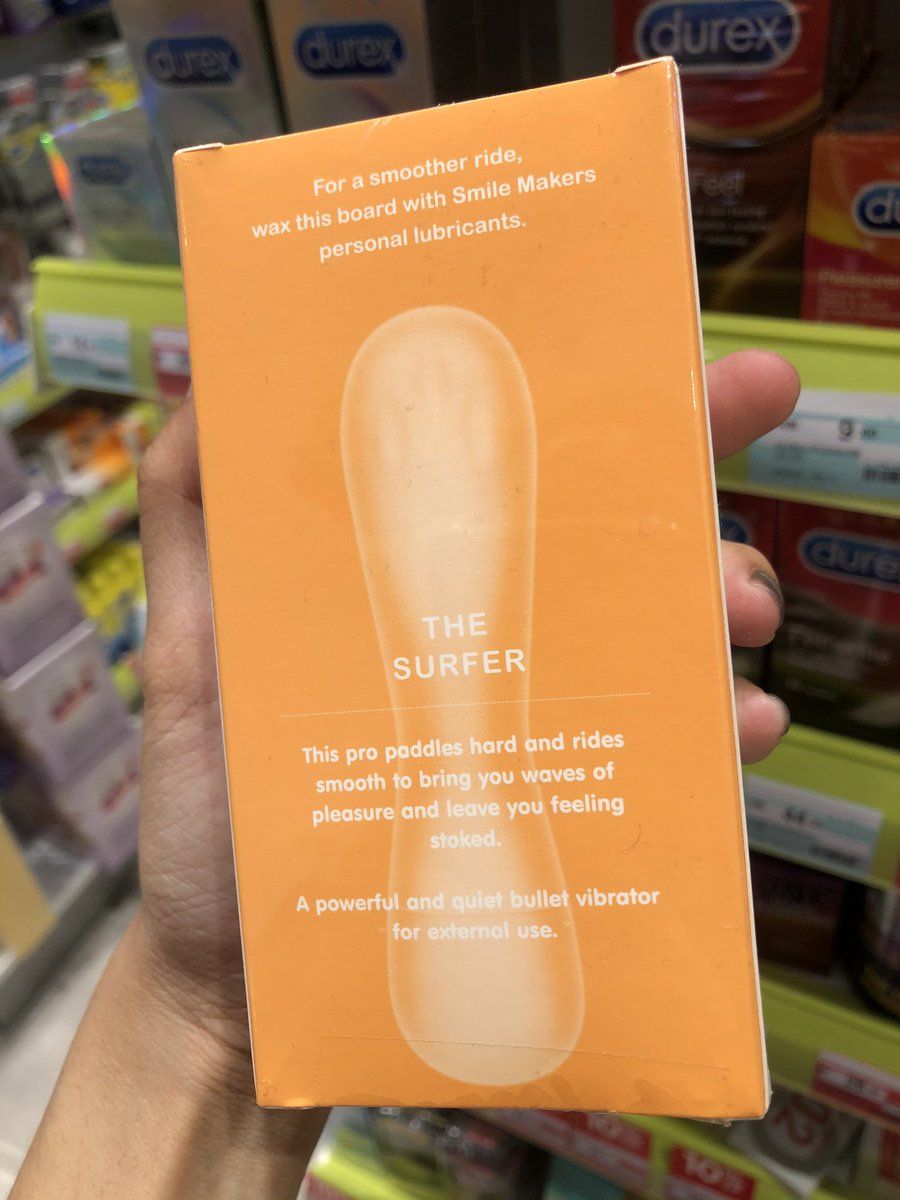 durex
durex
durex
For a smoother ride,
wax this board with Smile Makers
personal lubricants.
THE
SURFER
This pro paddles hard and rides
smooth to bring you waves of
pleasure and leave you feeling
stoked.
A powerful and quiet bullet vibrator
for external use.
durex
10%
10%